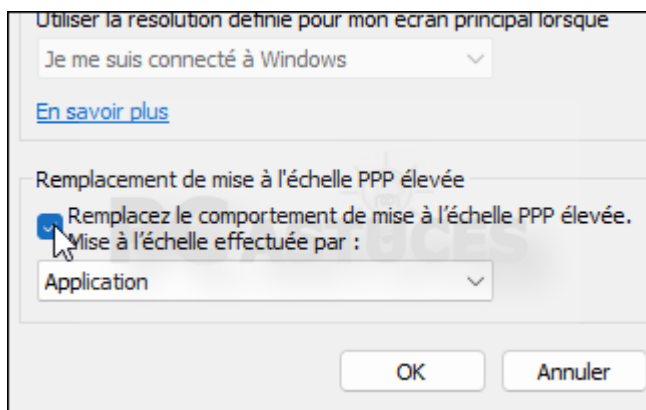 Utiliser la résolution définie pour mon écran principal lorsque
Je me suis connecté à Windows
En savoir plus
Remplacement de mise à l'échelle PPP élevée
Remplacez le comportement de mise à l'échelle PPP élevée.
Mise à l'échelle effectuée par :
PC ASTUCES
Application
OK
Annuler